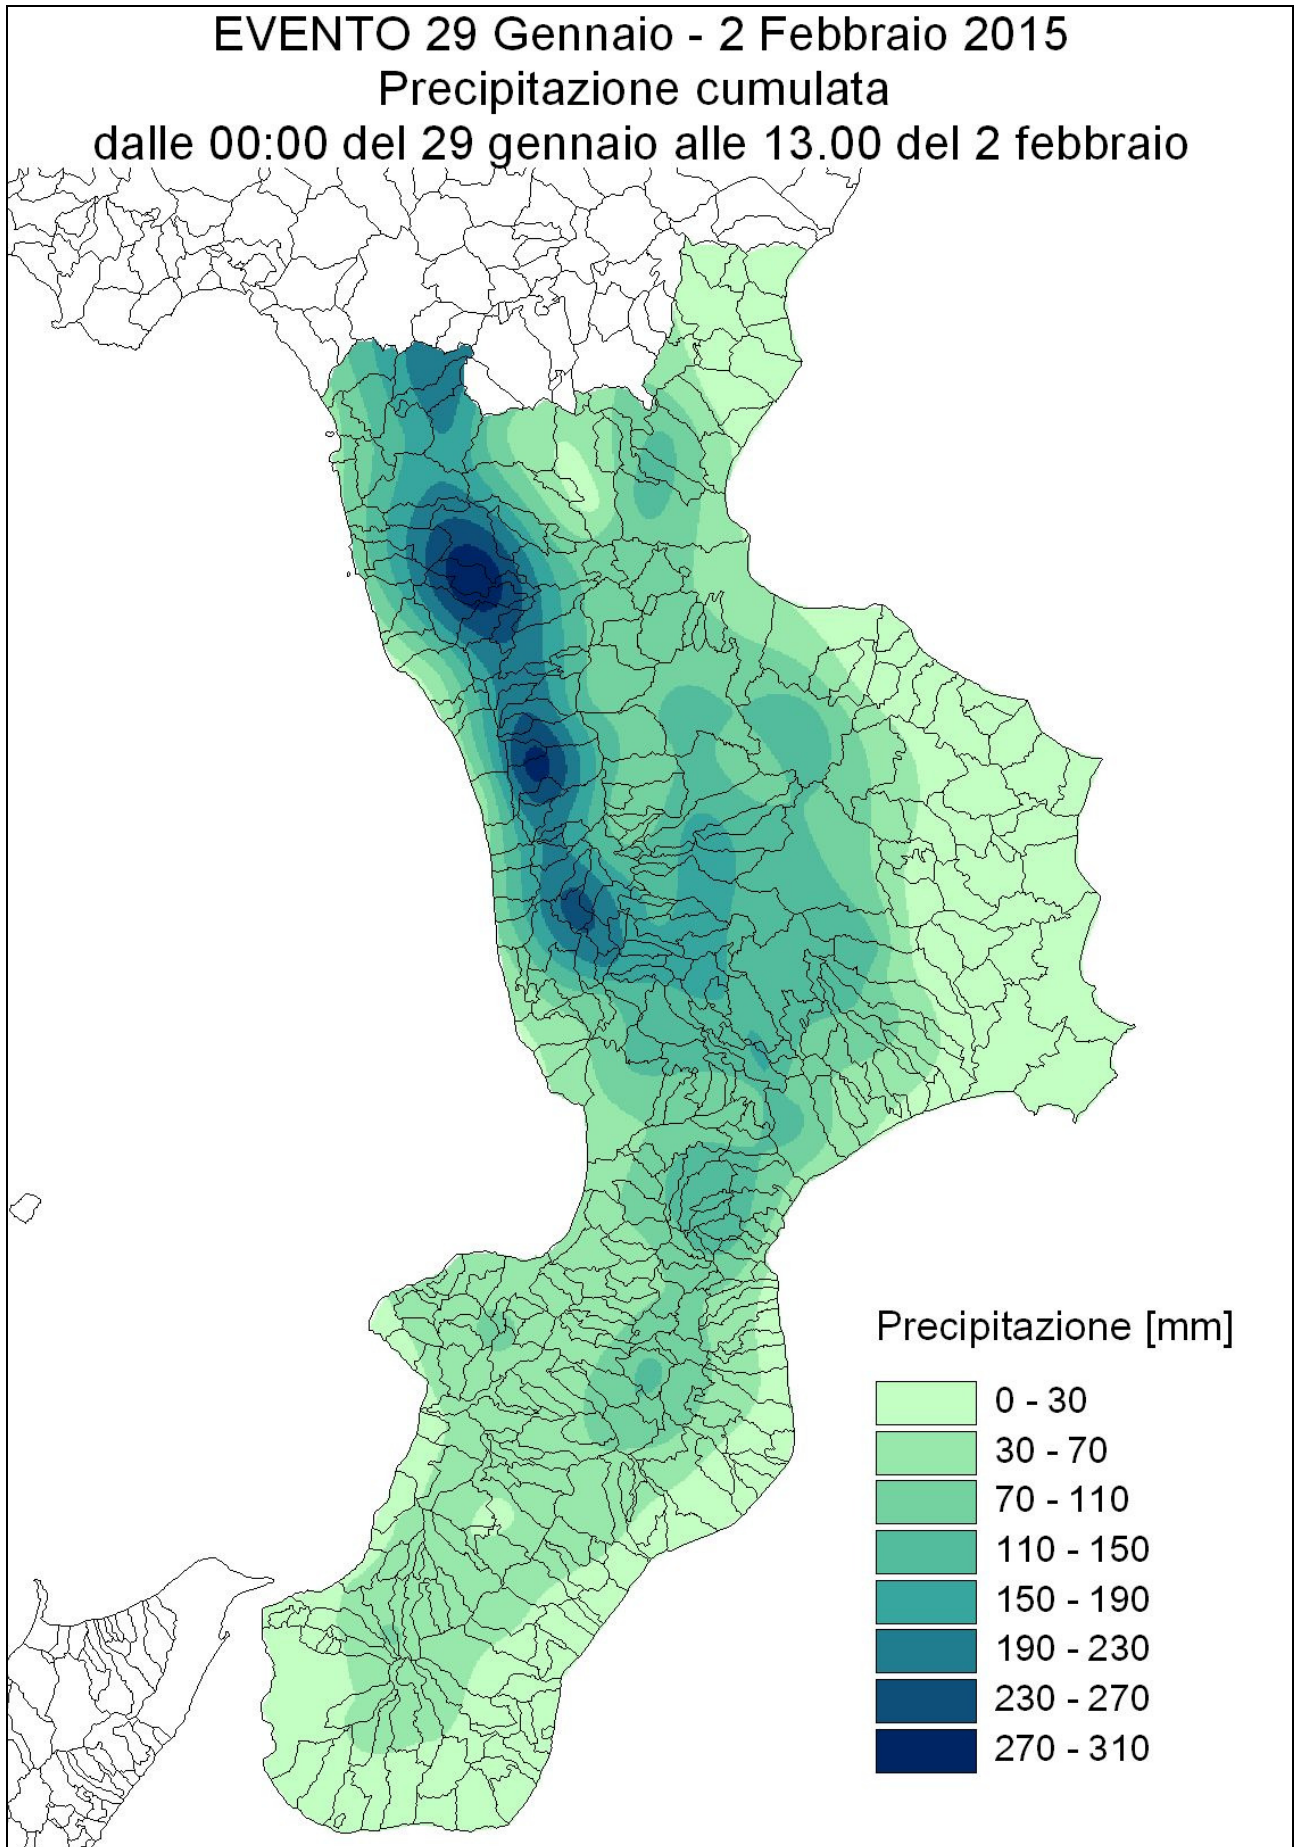 EVENTO 29 Gennaio - 2 Febbraio 2015
Precipitazione cumulata
dalle 00:00 del 29 gennaio alle 13.00 del 2 febbraio
Precipitazione [mm]
0 - 30
30 - 70
70 - 110
110 - 150
150 - 190
190 - 230
230 - 270
270 - 310